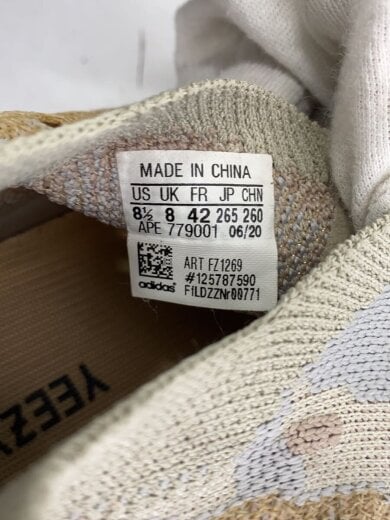 MADE IN CHINA
US UK FR JP CHN
8½ 8 42 265 260
APE 779001 06/20
ART FZ1269
#125787590
adidas
FfLDZZNr00771
YEEZY